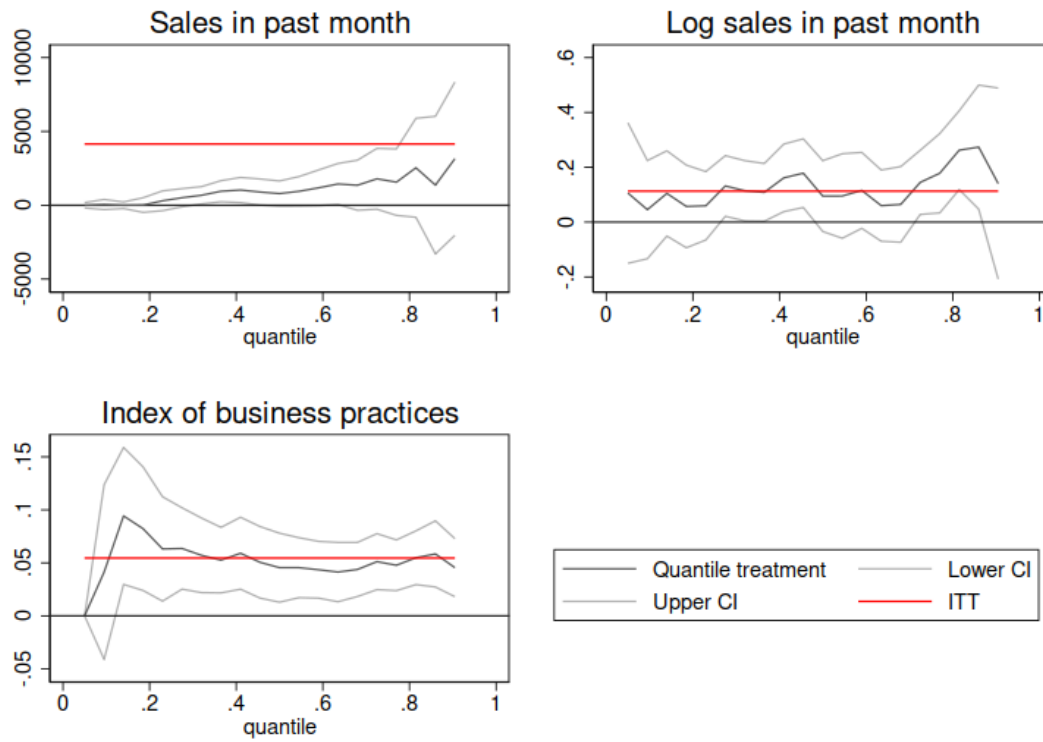 Sales in past month
10000
5000
0
-5000
0 .2 .4 .6 .8 1
quantile
Log sales in past month
.6
.4
.2
0
-.2
0 .2 .4 .6 .8 1
quantile
Index of business practices
.15
.1
.05
0
-.05
0 .2 .4 .6 .8 1
quantile
Quantile treatment Lower CI
Upper CI ITT